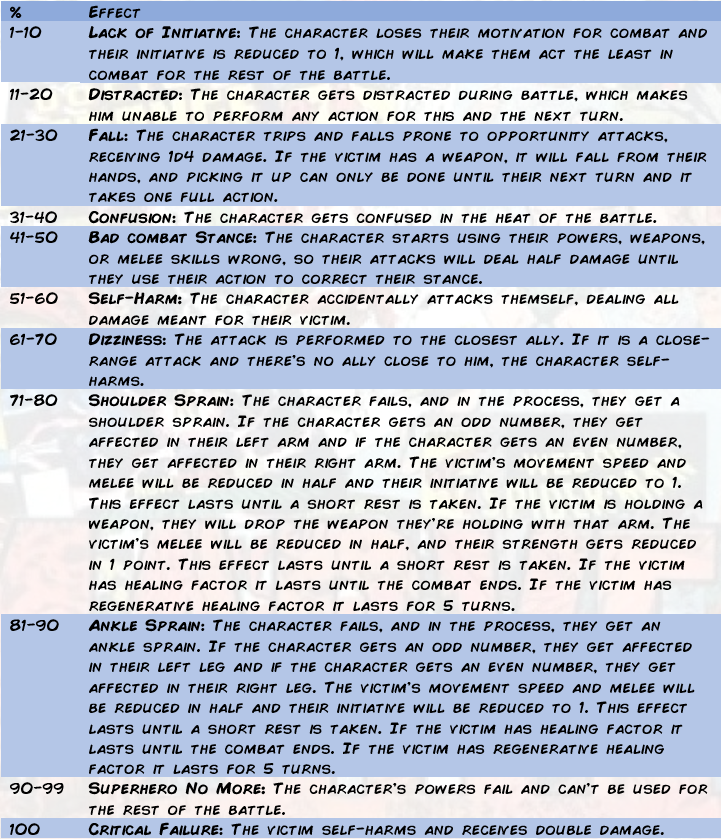 % Effect
1-10 Lack of Initiative: The character loses their motivation for combat and
their initiative is reduced to 1, which will make them act the least in
combat for the rest of the battle.
11-20 Distracted: The character gets distracted during battle, which makes
him unable to perform any action for this and the next turn.
21-30 Fall: The character trips and falls prone to opportunity attacks,
receiving 1d4 damage. If the victim has a weapon, it will fall from their
hands, and picking it up can only be done until their next turn and it
takes one full action.
31-40 Confusion: The character gets confused in the heat of the battle.
41-50 Bad combat Stance: The character starts using their powers, weapons,
or melee skills wrong, so their attacks will deal half damage until
they use their action to correct their stance.
51-60 Self-Harm: The character accidentally attacks themself, dealing all
damage meant for their victim.
61-70 Dizziness: The attack is performed to the closest ally. If it is a close-
range attack and there's no ally close to him, the character self-
harms.
71-80 Shoulder Sprain: The character fails, and in the process, they get a
shoulder sprain. If the character gets an odd number, they get
affected in their left arm and if the character gets an even number,
they get affected in their right arm. The victim's movement speed and
melee will be reduced in half and their initiative will be reduced to 1.
This effect lasts until a short rest is taken. If the victim is holding a
weapon, they will drop the weapon they're holding with that arm. The
victim's melee will be reduced in half, and their strength gets reduced
in 1 point. This effect lasts until a short rest is taken. If the victim
has healing factor it lasts until the combat ends. If the victim has
regenerative healing factor it lasts for 5 turns.
81-90 Ankle Sprain: The character fails, and in the process, they get an
ankle sprain. If the character gets an odd number, they get affected
in their left leg and if the character gets an even number, they get
affected in their right leg. The victim's movement speed and melee will
be reduced in half and their initiative will be reduced to 1. This effect
lasts until a short rest is taken. If the victim has healing factor it
lasts until the combat ends. If the victim has regenerative healing
factor it lasts for 5 turns.
90-99 Superhero No More: The character's powers fail and can't be used for
the rest of the battle.
100 Critical Failure: The victim self-harms and receives double damage.